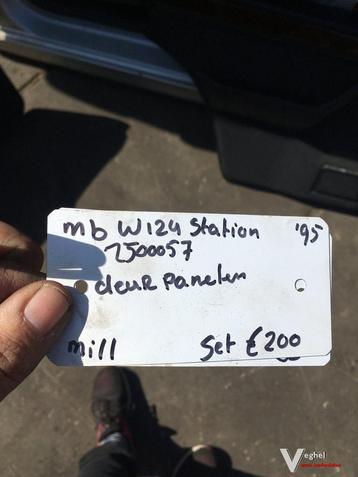 mb W124 Station '95
2500057
deur panelen
mill set € 200
Veghel